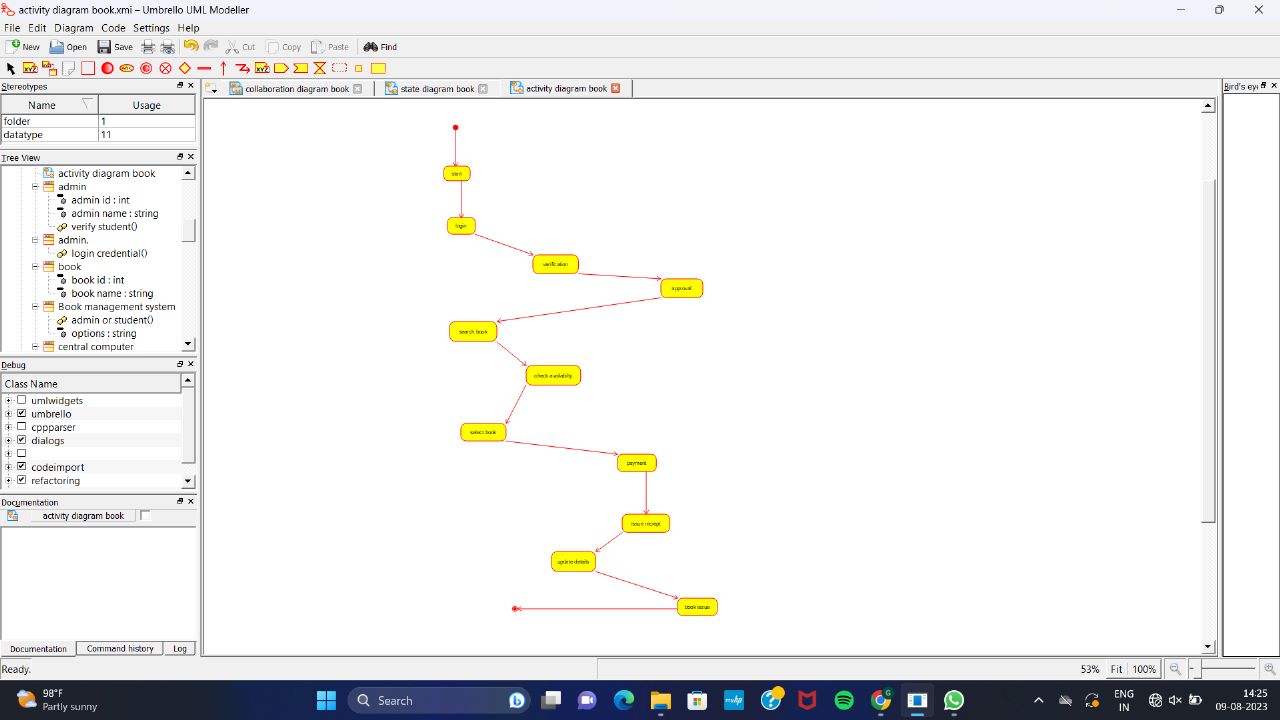 activity diagram book.xmi – Umbrello UML Modeller
File Edit Diagram Code Settings Help
New Open Save Cut Copy Paste Find
Stereotypes
Name Usage
folder 1
datatype 11
Tree View
activity diagram book
admin
admin id : int
admin name : string
verify student()
admin.
login credential()
book
book id : int
book name : string
Book management system
admin or student()
options : string
central computer
Debug
Class Name
umlwidgets
umbrello
cppparser
dialogs
codeimport
refactoring
Documentation
activity diagram book
Documentation Command history Log
collaboration diagram book state diagram book activity diagram book
start
login
verification
approval
search book
check availabilty
select book
payment
issue reciept
update details
book issue
Bird's eye
Ready.
53% Fit 100%
98°F
Partly sunny
Search
ENG
IN
14:25
09-08-2023